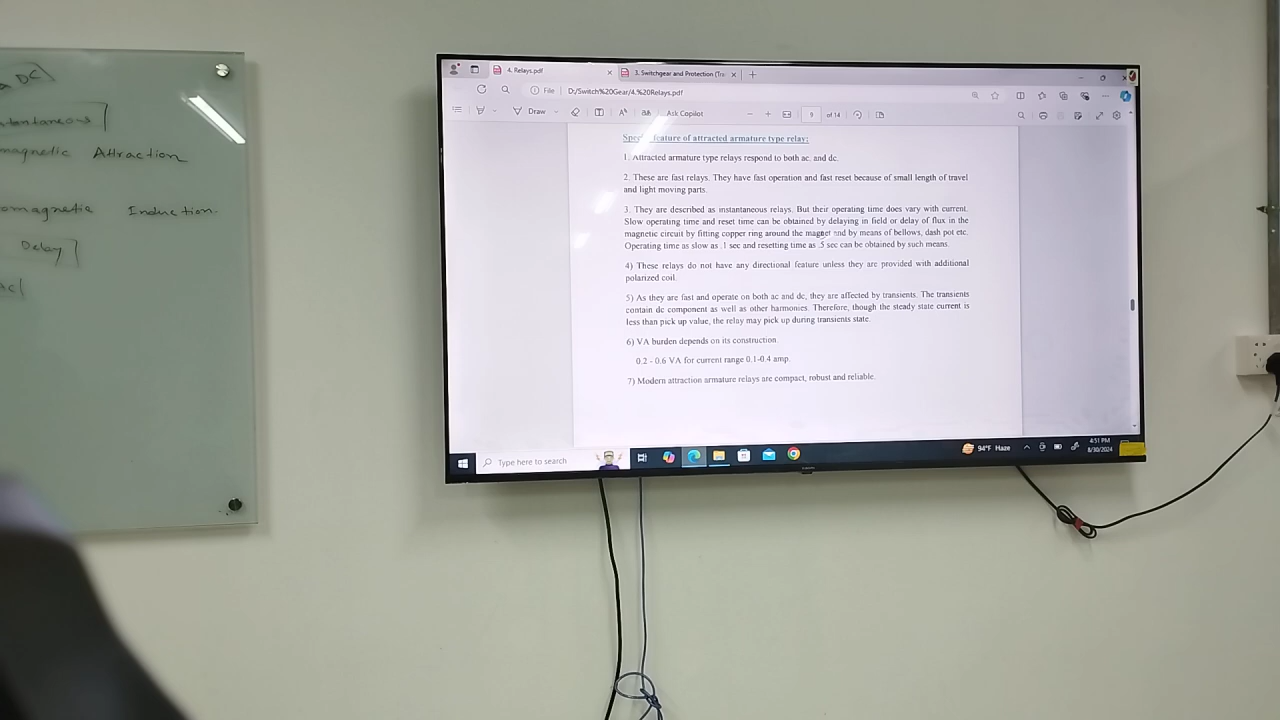 DC
stantaneous
magnetic Attraction
omagnetic Induction.
Delay
AC
4. Relays.pdf
3. Switchgear and Protection (Tra
File
D:/Switch%20Gear/4.%20Relays.pdf
Draw
Ask Copilot
9
of 14
feature of attracted armature type relay:
1. Attracted armature type relays respond to both ac. and dc.
2. These are fast relays. They have fast operation and fast reset because of small length of travel
and light moving parts.
3. They are described as instantaneous relays. But their operating time does vary with current.
Slow operating time and reset time can be obtained by delaying in field or delay of flux in the
magnetic circuit by fitting copper ring around the magnet and by means of bellows, dash pot etc.
Operating time as slow as .1 sec and resetting time as .5 sec can be obtained by such means.
4) These relays do not have any directional feature unless they are provided with additional
polarized coil.
5) As they are fast and operate on both ac and dc, they are affected by transients. The transients
contain dc component as well as other harmonies. Therefore, though the steady state current is
less than pick up value, the relay may pick up during transients state.
6) VA burden depends on its construction.
0.2 - 0.6 VA for current range 0.1-0.4 amp.
7) Modern attraction armature relays are compact, robust and reliable.
Type here to search
94°F Haze
4:51 PM
8/30/2024